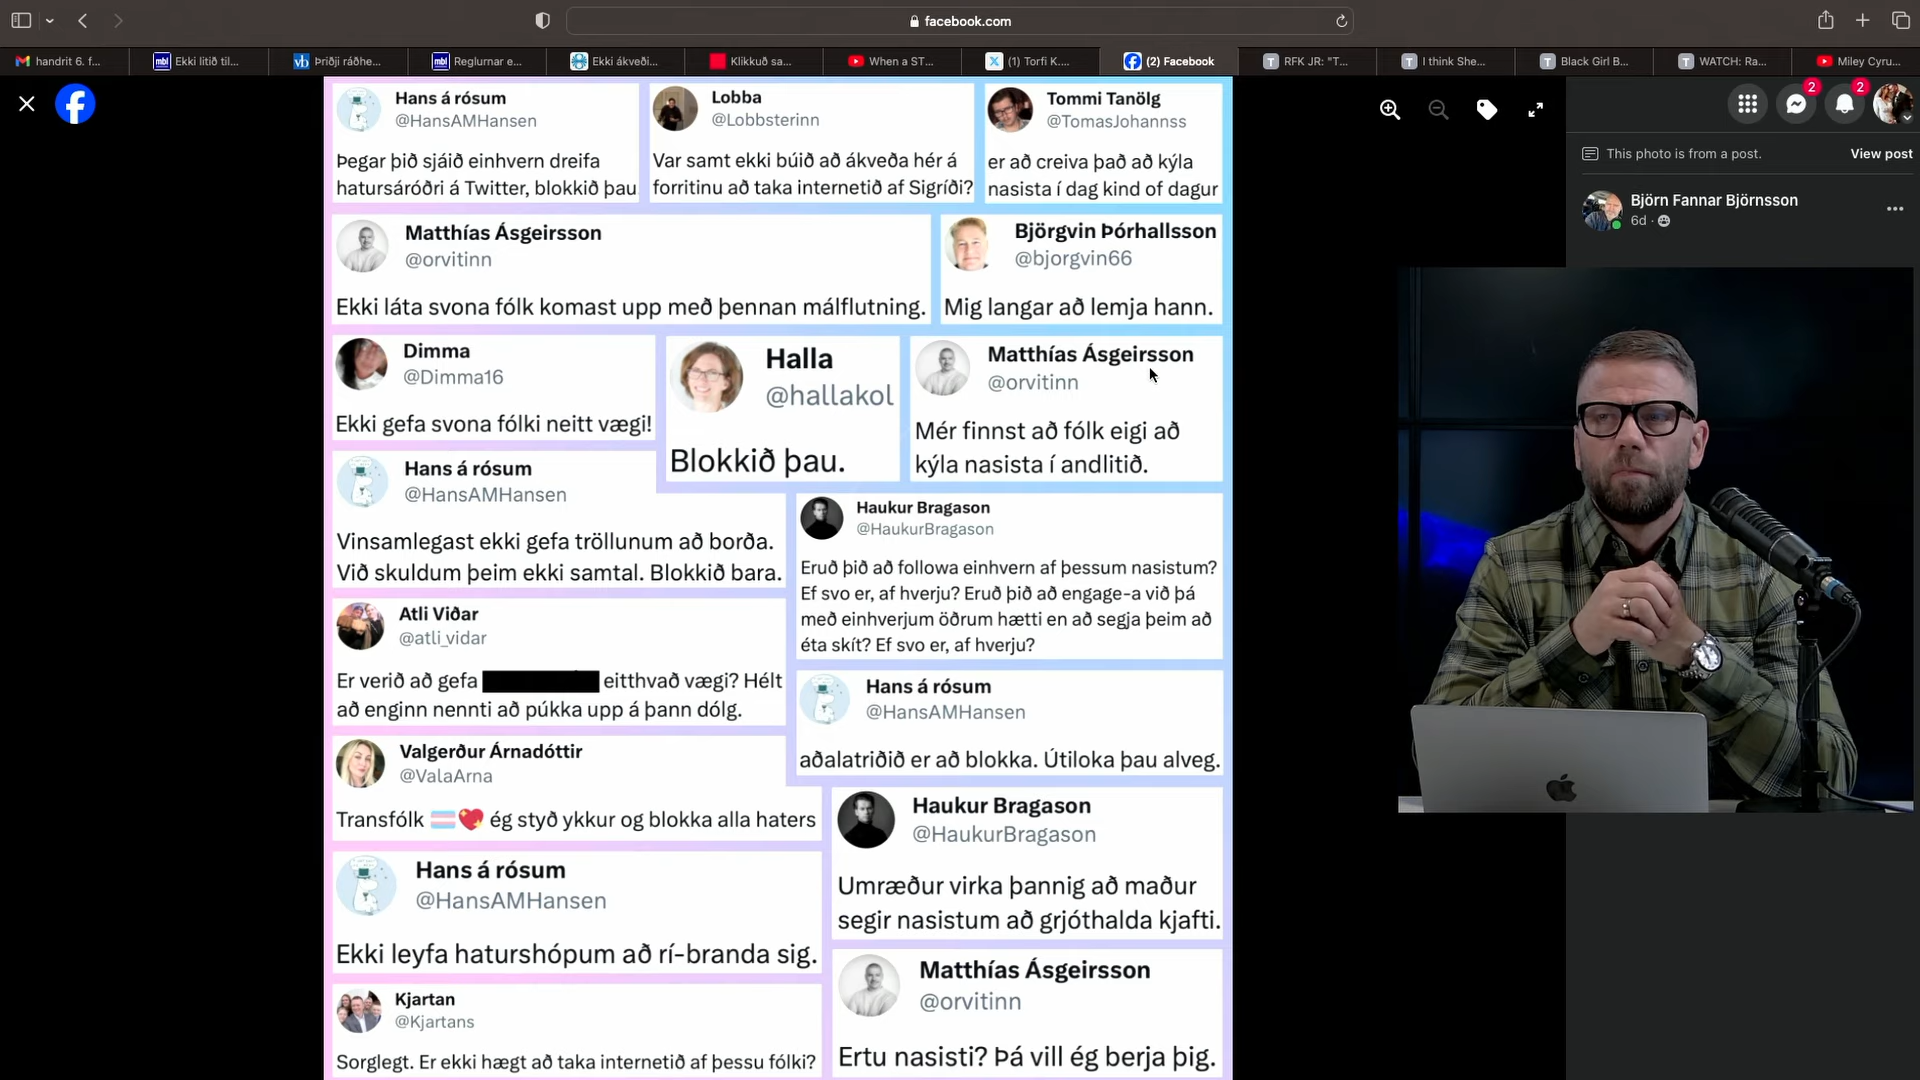 facebook.com
handrit 6. f...
Ekki lítið til...
Þriðji ráðhe...
Reglurnar e...
Ekki ákveði...
Klikkuð sa...
When a ST...
(1) Torfi K....
(2) Facebook
RFK JR: "T...
I think She...
Black Girl B...
WATCH: Ra...
Miley Cyru...
2
2
This photo is from a post.
View post
Björn Fannar Björnsson
6d
Hans á rósum
@HansAMHansen
Þegar þið sjáið einhvern dreifa
hatursáróðri á Twitter, blokkið þau
Lobba
@Lobbsterinn
Var samt ekki búið að ákveða hér á
forritinu að taka internetið af Sigríði?
Tommi Tanölg
@TomasJohannss
er að creiva það að kýla
nasista í dag kind of dagur
Matthías Ásgeirsson
@orvitinn
Ekki láta svona fólk komast upp með þennan málflutning.
Björgvin Þórhallsson
@bjorgvin66
Mig langar að lemja hann.
Dimma
@Dimma16
Ekki gefa svona fólki neitt vægi!
Halla
@hallakol
Blokkið þau.
Matthías Ásgeirsson
@orvitinn
Mér finnst að fólk eigi að
kýla nasista í andlitið.
Hans á rósum
@HansAMHansen
Vinsamlegast ekki gefa tröllunum að borða.
Við skuldum þeim ekki samtal. Blokkið bara.
Haukur Bragason
@HaukurBragason
Eruð þið að followa einhvern af þessum nasistum?
Ef svo er, af hverju? Eruð þið að engage-a við þá
með einhverjum öðrum hætti en að segja þeim að
éta skít? Ef svo er, af hverju?
Atli Viðar
@atli_vidar
Er verið að gefa eitthvað vægi? Hélt
að enginn nennti að púkka upp á þann dólg.
Hans á rósum
@HansAMHansen
aðalatriðið er að blokka. Útiloka þau alveg.
Valgerður Árnadóttir
@ValaArna
Transfólk 🏳️‍⚧️💖 ég styð ykkur og blokka alla haters
Haukur Bragason
@HaukurBragason
Umræður virka þannig að maður
segir nasistum að grjóthalda kjafti.
Hans á rósum
@HansAMHansen
Ekki leyfa haturshópum að rí-branda sig.
Matthías Ásgeirsson
@orvitinn
Ertu nasisti? Þá vill ég berja þig.
Kjartan
@Kjartans
Sorglegt. Er ekki hægt að taka internetið af þessu fólki?